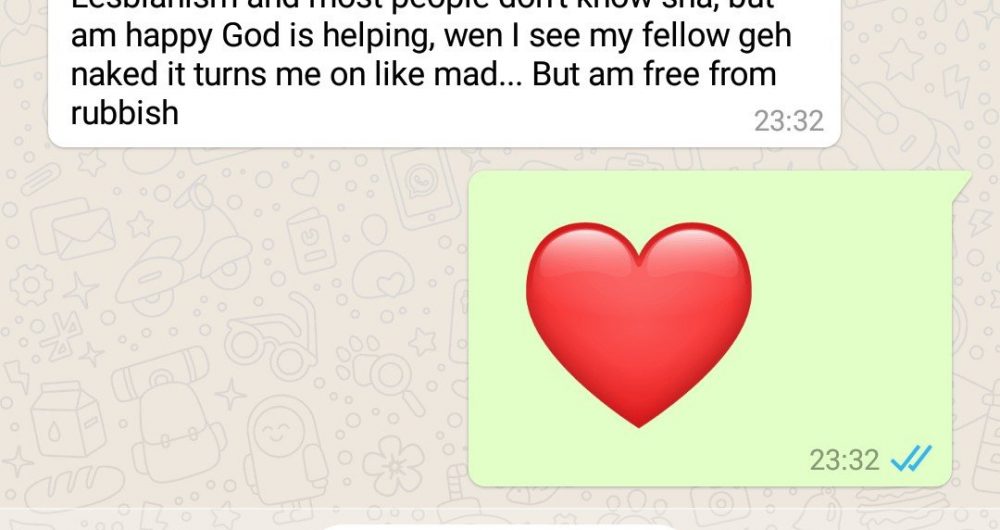 Lesbianism and most people don't know sha, but
am happy God is helping, wen I see my fellow geh
naked it turns me on like mad... But am free from
rubbish
23:32
23:32